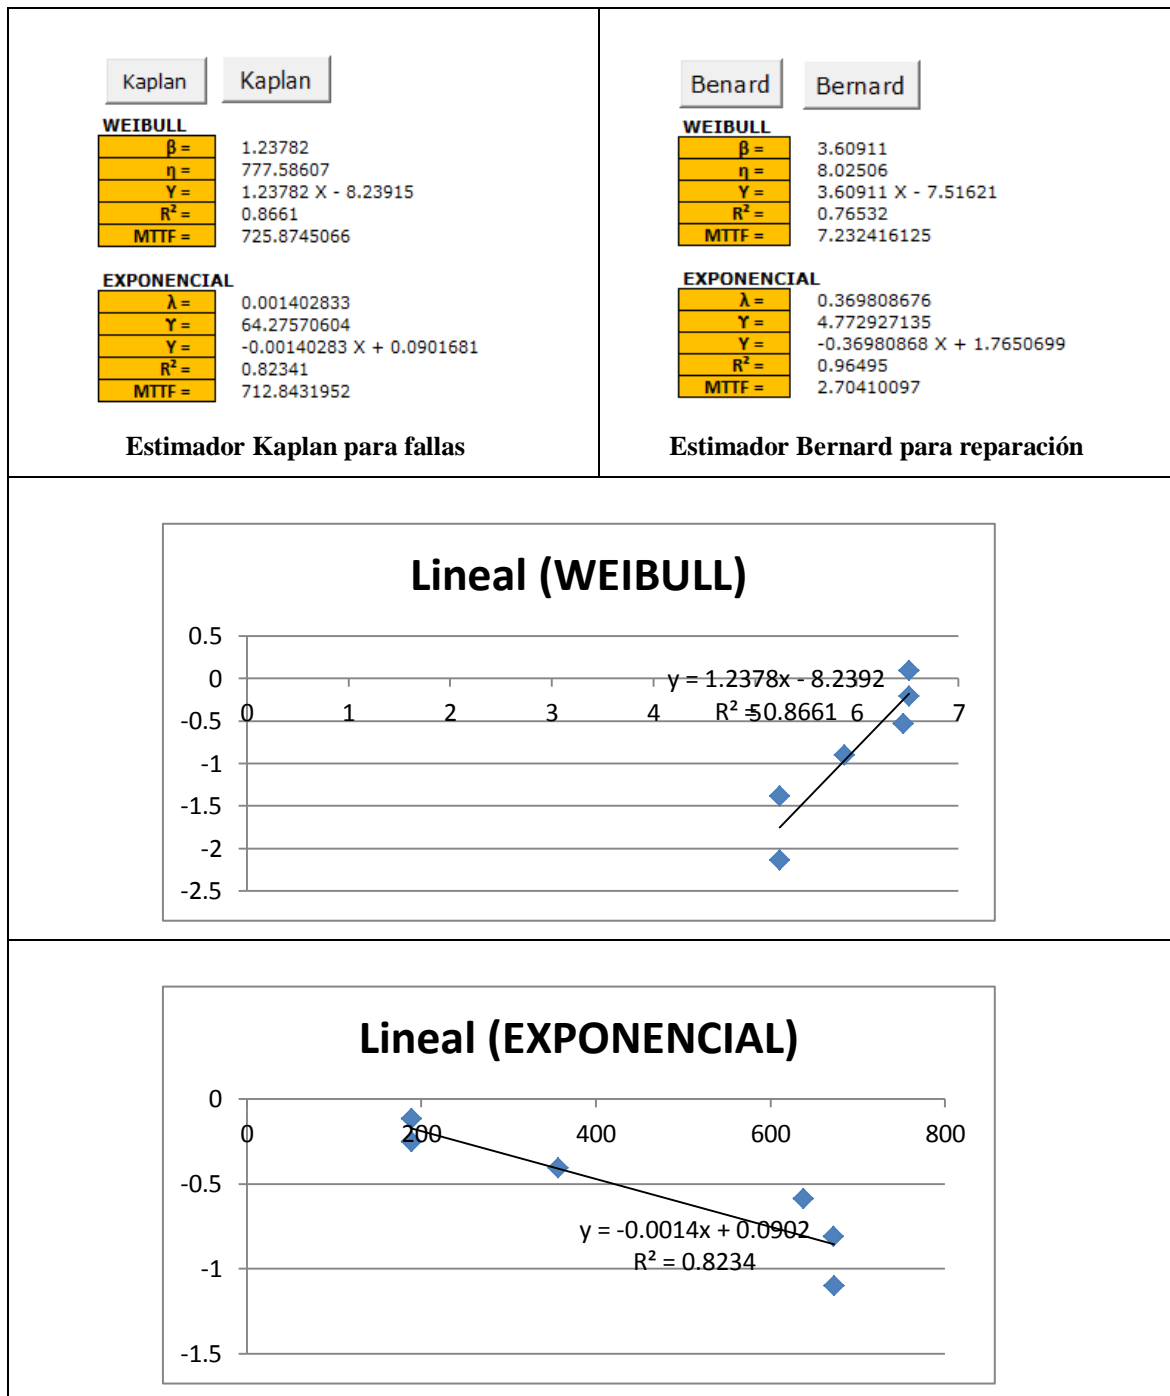 Kaplan Kaplan
WEIBULL
β = 1.23782
η = 777.58607
Y = 1.23782 X - 8.23915
R² = 0.8661
MTTF = 725.8745066
EXPONENCIAL
λ = 0.001402833
ϒ = 64.27570604
Y = -0.00140283 X + 0.0901681
R² = 0.82341
MTTF = 712.8431952
Estimador Kaplan para fallas
Benard Bernard
WEIBULL
β = 3.60911
η = 8.02506
Y = 3.60911 X - 7.51621
R² = 0.76532
MTTF = 7.232416125
EXPONENCIAL
λ = 0.369808676
ϒ = 4.772927135
Y = -0.36980868 X + 1.7650699
R² = 0.96495
MTTF = 2.70410097
Estimador Bernard para reparación
Lineal (WEIBULL)
0.5
0
-0.5
-1
-1.5
-2
-2.5
0 1 2 3 4 5 6 7
y = 1.2378x - 8.2392
R² = 0.8661
Lineal (EXPONENCIAL)
0
-0.5
-1
-1.5
0 200 400 600 800
y = -0.0014x + 0.0902
R² = 0.8234